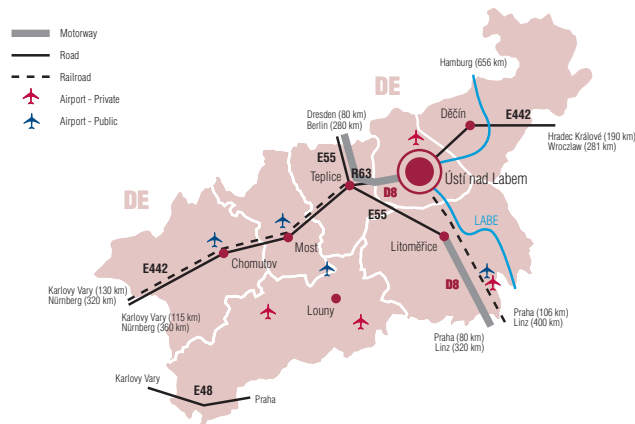 Motorway
Road
Railroad
Airport - Private
Airport - Public
DE
Hamburg (656 km)
Děčín
E442
Hradec Králové (190 km)
Wroczlaw (281 km)
Dresden (80 km)
Berlin (280 km)
E55
R63
Teplice
D8
Ústí nad Labem
DE
E55
LABE
Most
Litoměřice
Chomutov
E442
D8
Karlovy Vary (130 km)
Nürnberg (320 km)
Louny
Karlovy Vary (115 km)
Nürnberg (360 km)
Praha (106 km)
Linz (400 km)
Praha (80 km)
Linz (320 km)
Karlovy Vary
E48
Praha